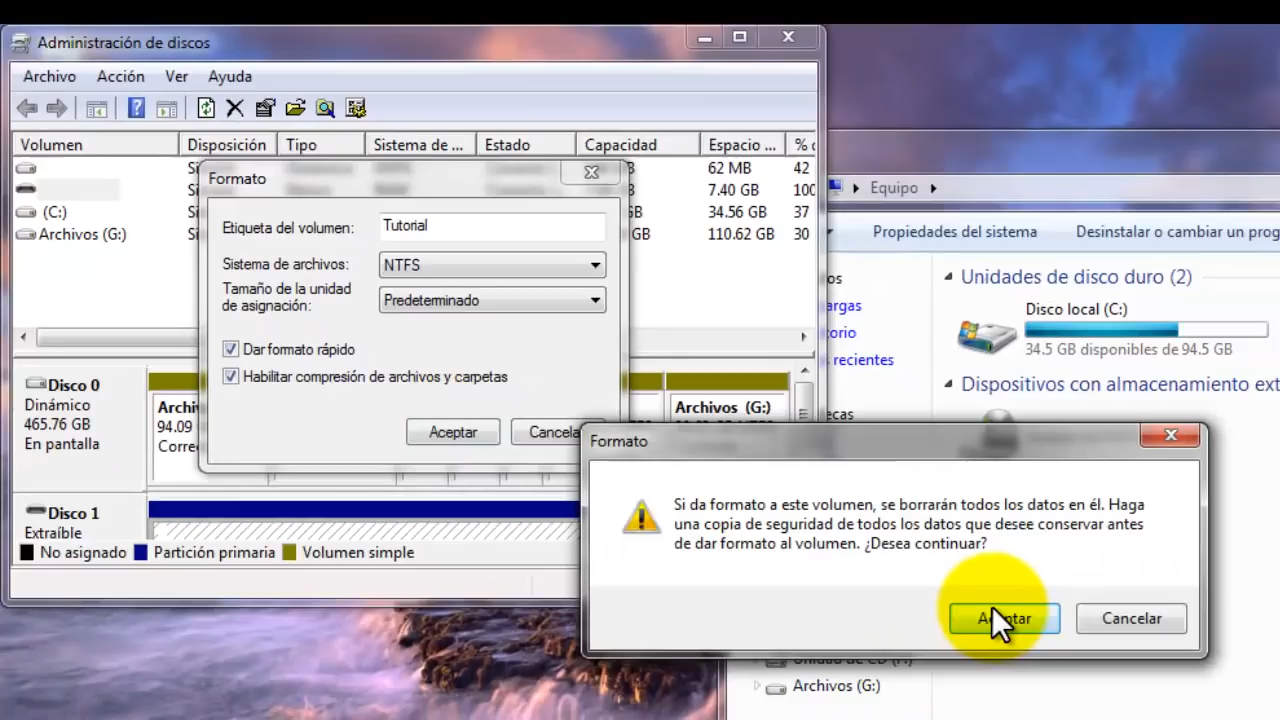 Administración de discos
Archivo Acción Ver Ayuda
Volumen Disposición Tipo Sistema de ... Estado Capacidad Espacio ...
62 MB 42
7.40 GB 100
(C:) 34.56 GB 37
Archivos (G:) GB 110.62 GB 30
Formato
Etiqueta del volumen: Tutorial
Sistema de archivos: NTFS
Tamaño de la unidad
de asignación: Predeterminado
Dar formato rápido
Habilitar compresión de archivos y carpetas
Aceptar
Disco 0
Dinámico
465.76 GB
En pantalla
94.09
Archivos (G:)
Disco 1
Extraíble
No asignado Partición primaria Volumen simple
Equipo
Propiedades del sistema Desinstalar o cambiar un
Unidades de disco duro (2)
Disco local (C:)
34.5 GB disponibles de 94.5 GB
Dispositivos con almacenamiento
recientes
Formato
Si da formato a este volumen, se borrarán todos los datos en él. Haga
una copia de seguridad de todos los datos que desee conservar antes
de dar formato al volumen. ¿Desea continuar?
Cancelar
Archivos (G:)